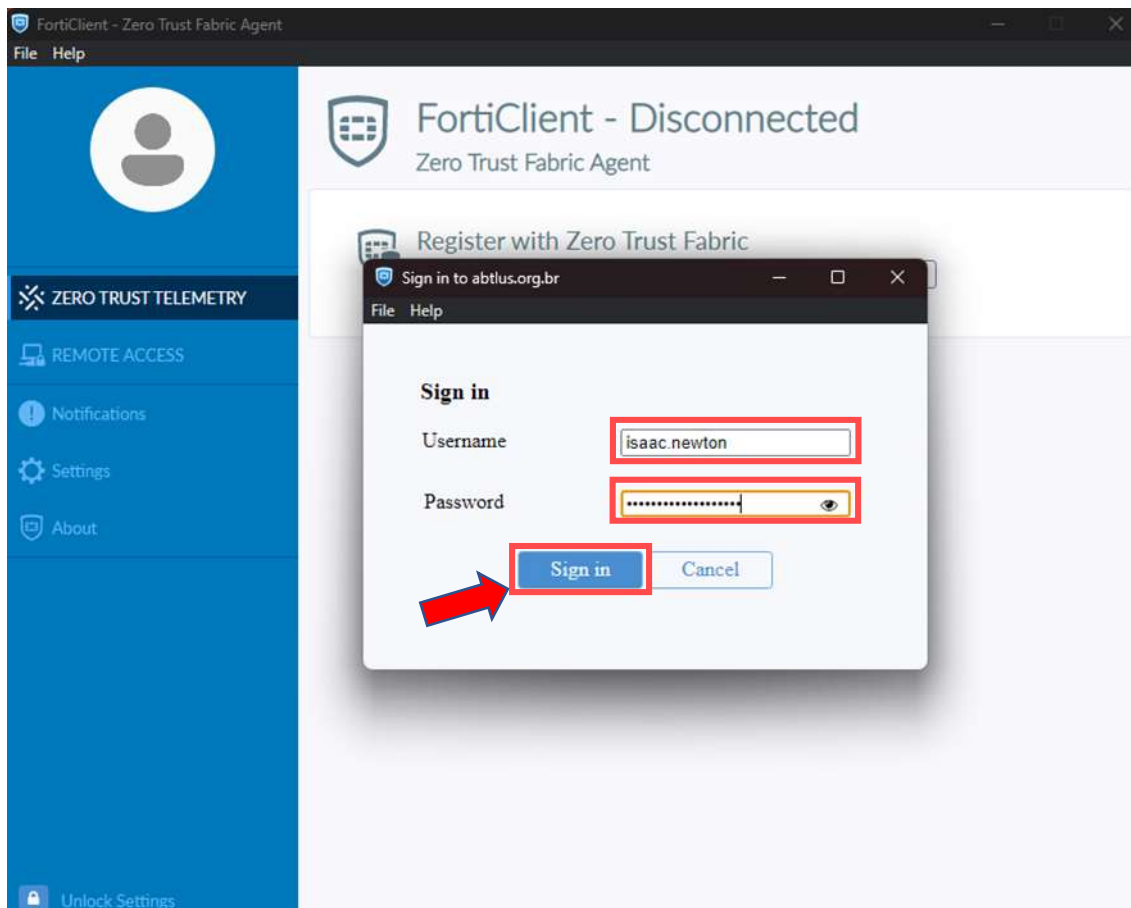 FortiClient - Zero Trust Fabric Agent
File Help
FortiClient - Disconnected
Zero Trust Fabric Agent
Register with Zero Trust Fabric
ZERO TRUST TELEMETRY
REMOTE ACCESS
Notifications
Settings
About
Unlock Settings
Sign in to abtlus.org.br
File Help
Sign in
Username isaac.newton
Password ••••••••••••••••••••
Sign in Cancel